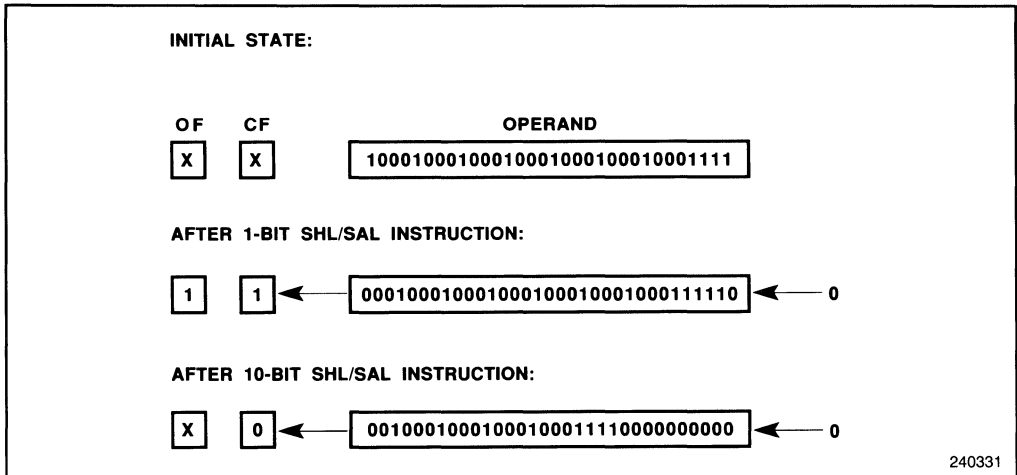 INITIAL STATE:
OF CF OPERAND
X X 10001000100010001000100010001111
AFTER 1-BIT SHL/SAL INSTRUCTION:
1 1 000100010001000100010001000111110 0
AFTER 10-BIT SHL/SAL INSTRUCTION:
X 0 00100010001000100011110000000000 0
240331